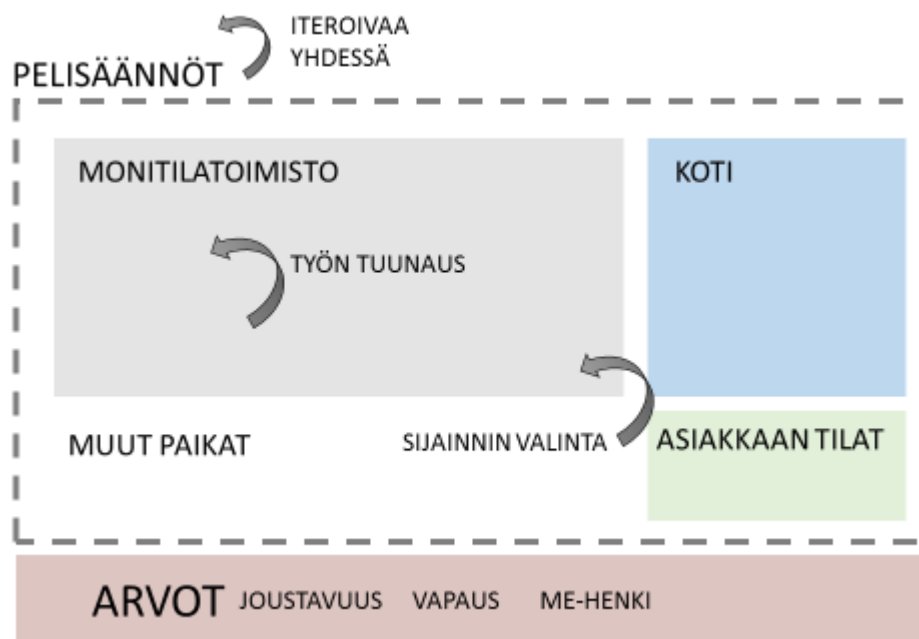 ITEROIVAA
YHDESSÄ
PELISÄÄNNÖT
MONITILATOIMISTO
KOTI
TYÖN TUUNAUS
MUUT PAIKAT
SIJAINNIN VALINTA
ASIAKKAAN TILAT
ARVOT JOUSTAVUUS VAPAUS ME-HENKI